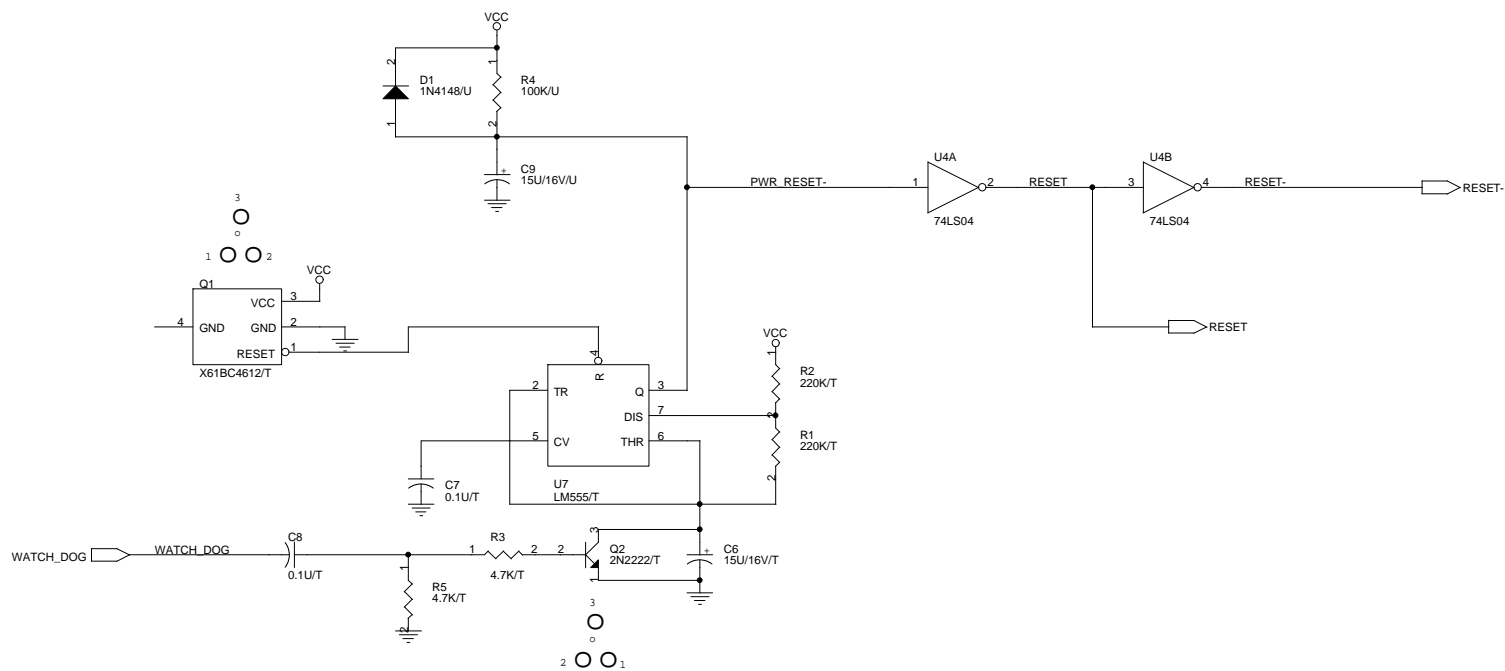 VCC
2
D1
1N4148/U
1
1
R4
100K/U
2
C9
15U/16V/U
PWR_RESET-
U4A
1
2
74LS04
RESET
U4B
3
4
74LS04
RESET-
RESET-
RESET
3
1
2
Q1
VCC
VCC
3
4
GND
GND
2
RESET
1
X61BC4612/T
4
R
2
TR
Q
3
DIS
7
5
CV
THR
6
U7
LM555/T
VCC
1
R2
220K/T
2
R1
220K/T
2
C7
0.1U/T
WATCH_DOG
WATCH_DOG
C8
0.1U/T
1
R5
4.7K/T
2
1
R3
2
4.7K/T
2
3
Q2
2N2222/T
1
C6
15U/16V/T
3
2
1